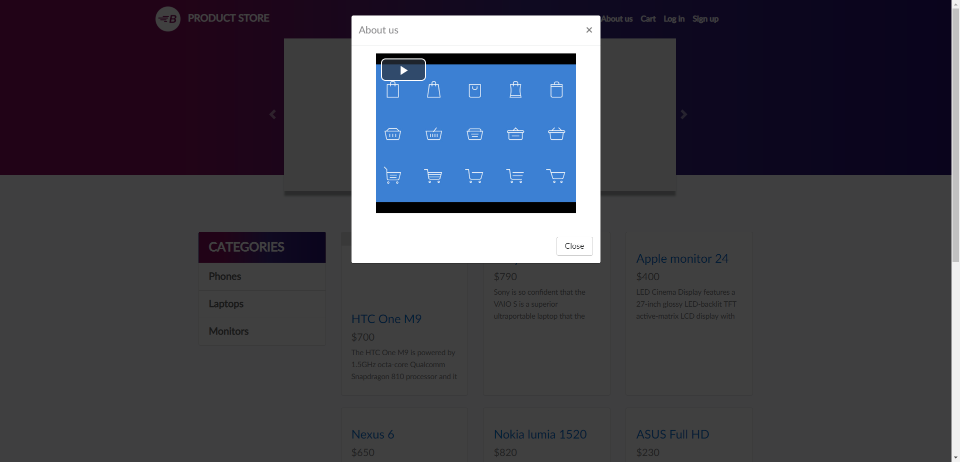 PRODUCT STORE
About us
Cart
Log in
Sign up
About us
×
Close
CATEGORIES
Phones
Laptops
Monitors
HTC One M9
$700
The HTC One M9 is powered by
1.5GHz octa-core Qualcomm
Snapdragon 810 processor and it
$790
Sony is so confident that the
VAIO S is a superior
ultraportable laptop that the
Apple monitor 24
$400
LED Cinema Display features a
27-inch glossy LED-backlit TFT
active-matrix LCD display with
Nexus 6
$650
Nokia lumia 1520
$820
ASUS Full HD
$230